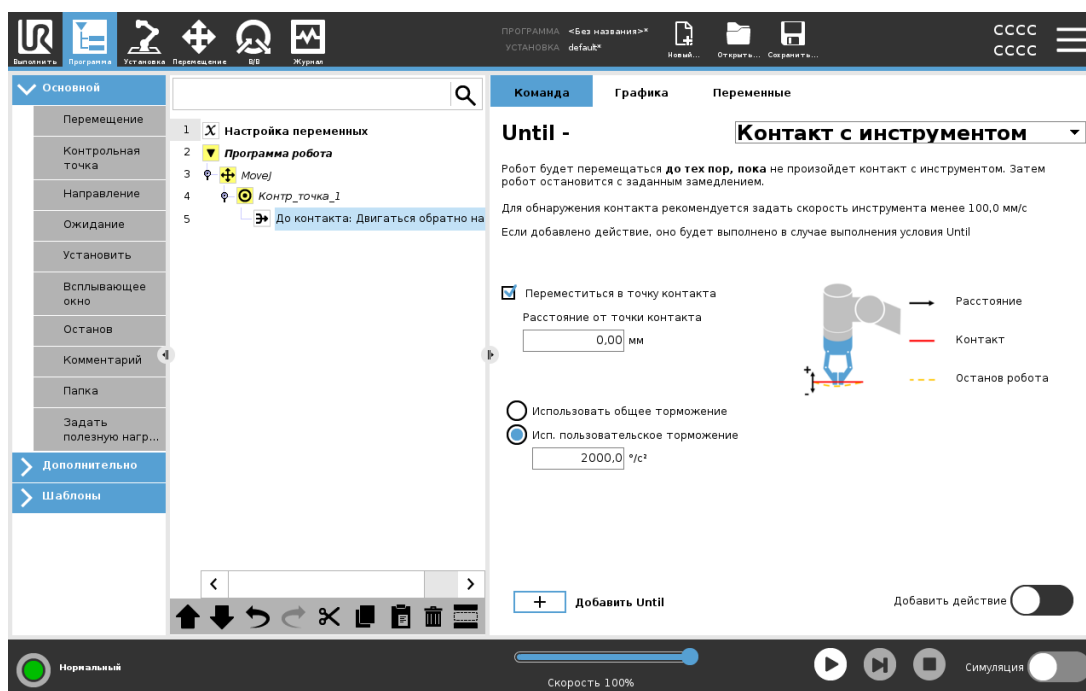 UR
Выполнить
Программа
Установка
Перемещение
В/В
Журнал
ПРОГРАММА <Без названия>*
УСТАНОВКА default*
Новый...
Открыть...
Сохранить...
CCCC
CCCC
Основной
Перемещение
Контрольная
точка
Направление
Ожидание
Установить
Всплывающее
окно
Останов
Комментарий
Папка
Задать
полезную нагр...
Дополнительно
Шаблоны
1 X Настройка переменных
2 Программа робота
3 MoveJ
4 Контр_точка_1
5 До контакта: Двигаться обратно на
Команда Графика Переменные
Until - Контакт с инструментом
Робот будет перемещаться до тех пор, пока не произойдет контакт с инструментом. Затем
робот остановится с заданным замедлением.
Для обнаружения контакта рекомендуется задать скорость инструмента менее 100,0 мм/с
Если добавлено действие, оно будет выполнено в случае выполнения условия Until
Переместиться в точку контакта
Расстояние от точки контакта
0,00 мм
+
-
Расстояние
Контакт
Останов робота
Использовать общее торможение
Исп. пользовательское торможение
2000,0 °/с²
+ Добавить Until
Добавить действие
Нормальный
Скорость 100%
Симуляция